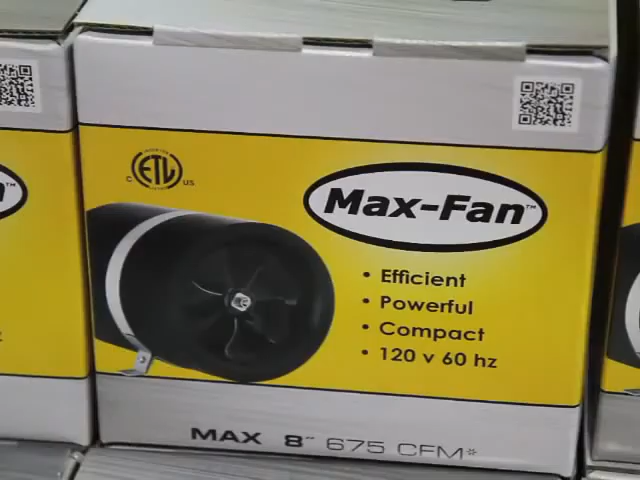 ETL
C US
Max-Fan™
• Efficient
• Powerful
• Compact
• 120 v 60 hz
MAX 8" 675 CFM*